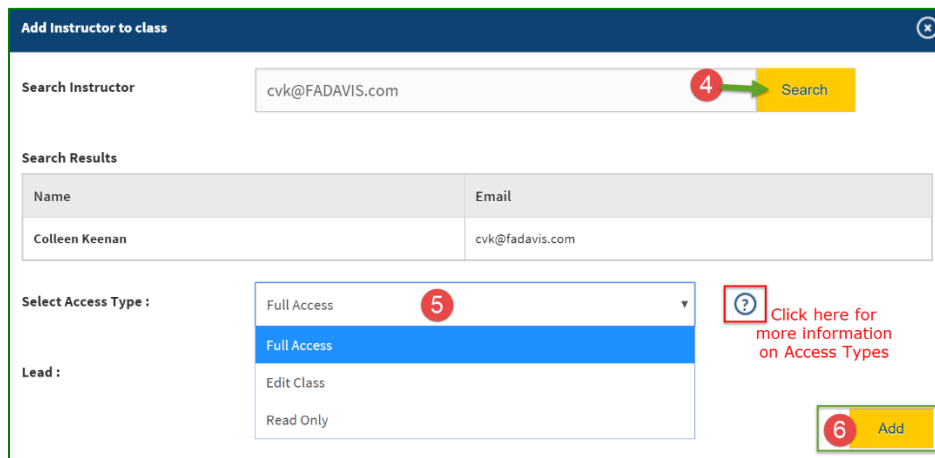 Add Instructor to class
Search Instructor
cvk@FADAVIS.com
4
Search
Search Results
Name Email
Colleen Keenan cvk@fadavis.com
Select Access Type :
Full Access
5
?
Click here for
more information
on Access Types
Full Access
Lead :
Edit Class
Read Only
6
Add